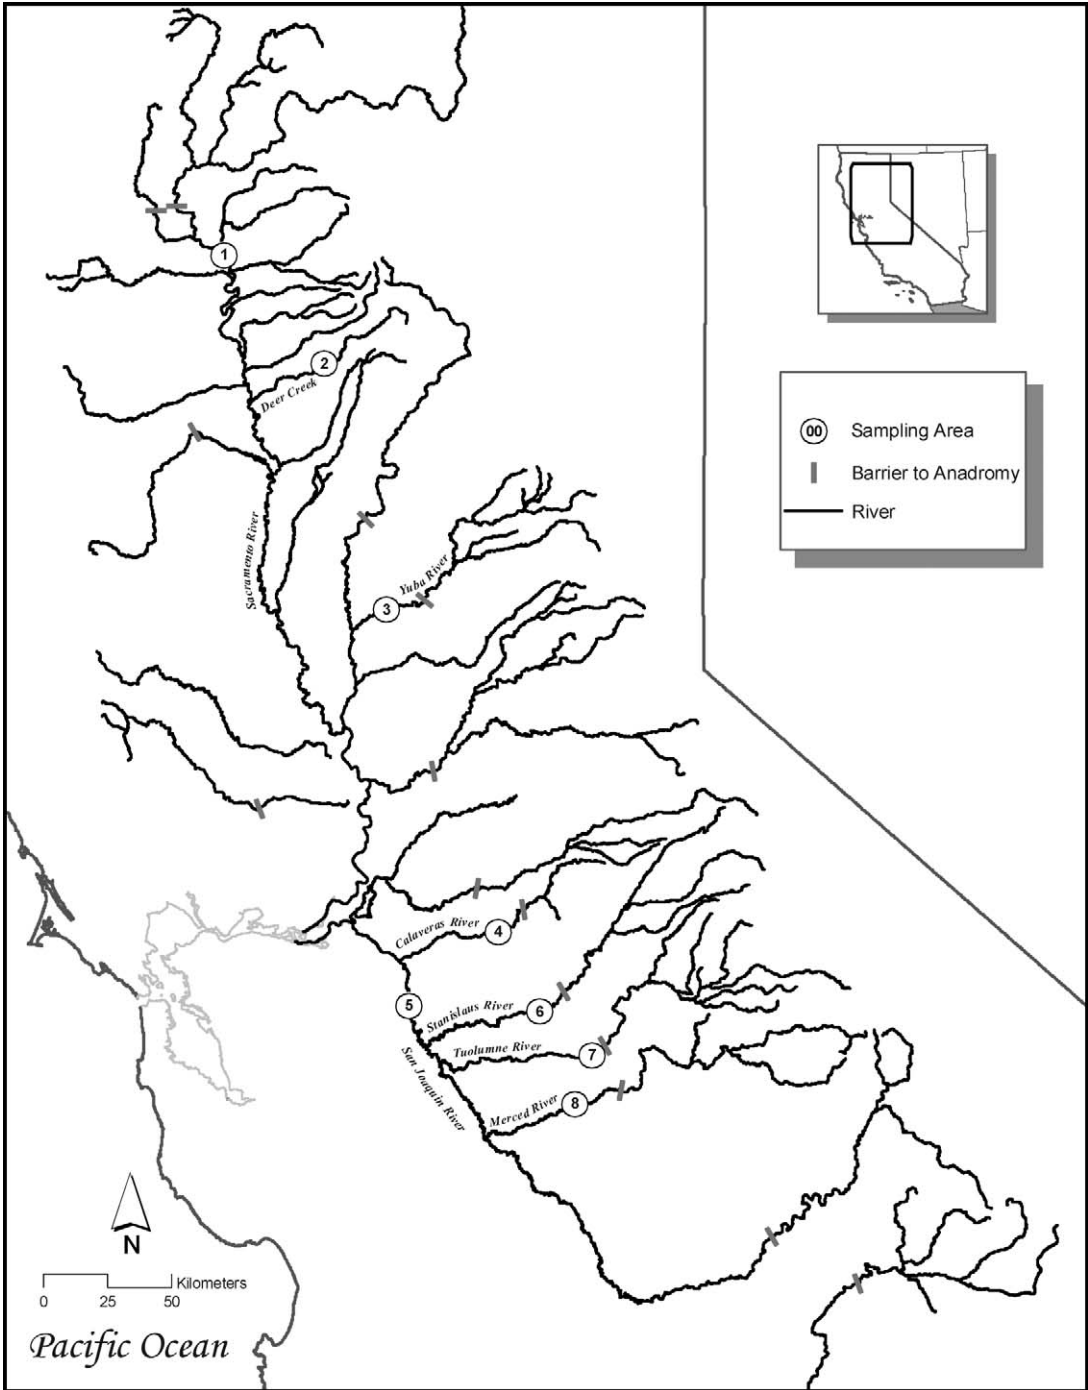 1
2
Deer Creek
00 Sampling Area
Barrier to Anadromy
River
Sacramento River
Yuba River
3
Calaveras River
4
5
Stanislaus River
6
Tuolumne River
7
San Joaquin River
Merced River
8
N
Kilometers
0 25 50
Pacific Ocean